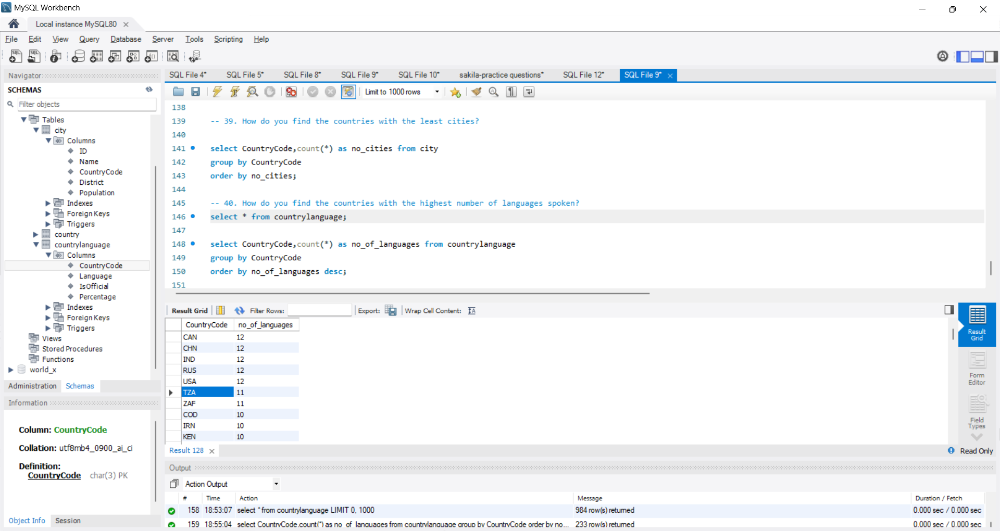 MySQL Workbench
Local instance MySQL80
File Edit View Query Database Server Tools Scripting Help
Navigator
SCHEMAS
Filter objects
Tables
city
Columns
ID
Name
CountryCode
District
Population
Indexes
Foreign Keys
Triggers
country
countrylanguage
Columns
CountryCode
Language
IsOfficial
Percentage
Indexes
Foreign Keys
Triggers
Views
Stored Procedures
Functions
world_x
Administration Schemas
Information
Column: CountryCode
Collation: utf8mb4_0900_ai_ci
Definition:
CountryCode char(3) PK
Object Info Session
SQL File 4* SQL File 5* SQL File 8* SQL File 9* SQL File 10* sakila-practice questions* SQL File 12* SQL File 9*
Limit to 1000 rows
138
139 -- 39. How do you find the countries with the least cities?
140
141 select CountryCode,count(*) as no_cities from city
142 group by CountryCode
143 order by no_cities;
144
145 -- 40. How do you find the countries with the highest number of languages spoken?
146 select * from countrylanguage;
147
148 select CountryCode,count(*) as no_of_languages from countrylanguage
149 group by CountryCode
150 order by no_of_languages desc;
151
Result Grid Filter Rows: Export: Wrap Cell Content:
CountryCode no_of_languages
CAN 12
CHN 12
IND 12
RUS 12
USA 12
TZA 11
ZAF 11
COD 10
IRN 10
KEN 10
Result Grid
Form Editor
Field Types
Result 128
Read Only
Output
Action Output
# Time Action Message Duration / Fetch
158 18:53:07 select * from countrylanguage LIMIT 0, 1000 984 row(s) returned 0.000 sec / 0.000 sec
159 18:55:04 select CountryCode,count(*) as no_of_languages from countrylanguage group by CountryCode order by no... 233 row(s) returned 0.000 sec / 0.000 sec